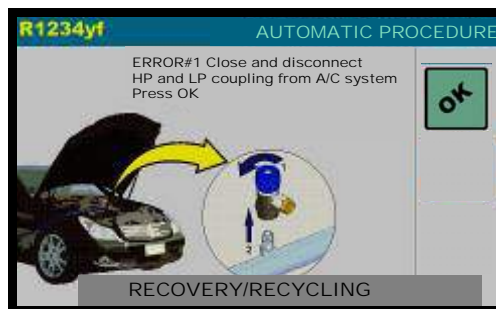 R1234yf
AUTOMATIC PROCEDURE
ERROR#1 Close and disconnect
HP and LP coupling from A/C system
Press OK
OK
2
RECOVERY/RECYCLING